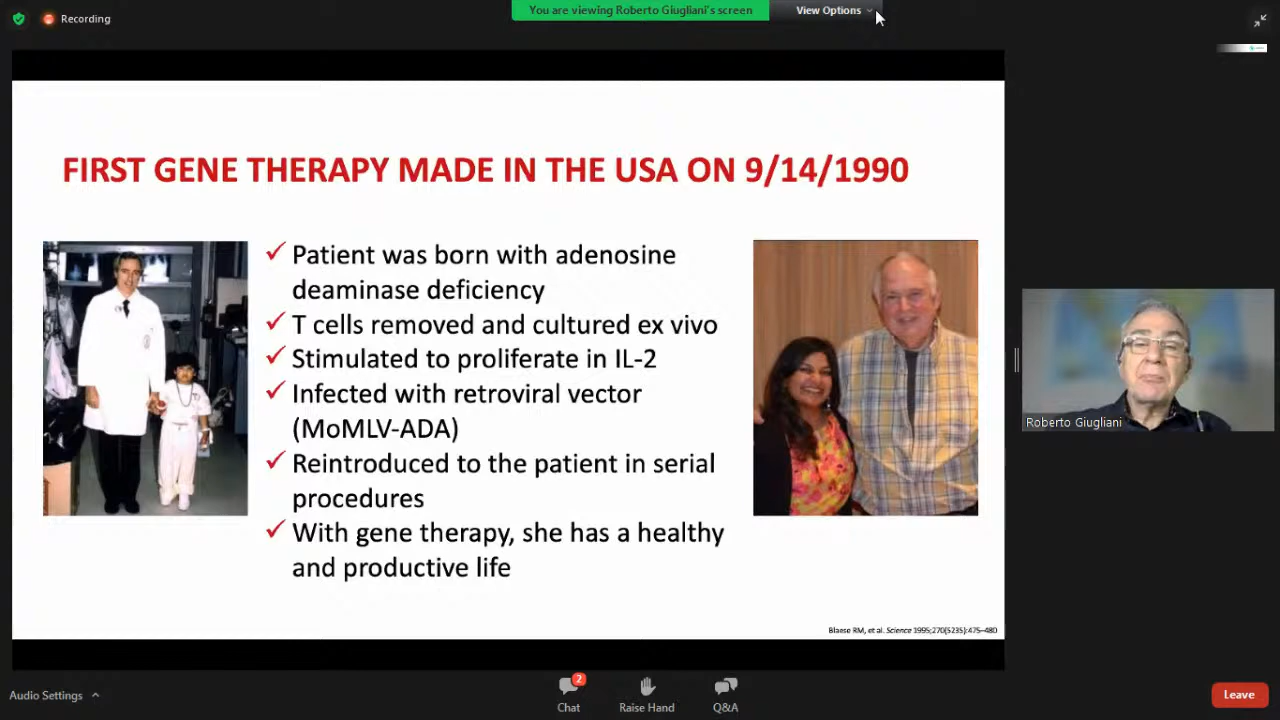 Recording
You are viewing Roberto Giugliani's screen
View Options
FIRST GENE THERAPY MADE IN THE USA ON 9/14/1990
✓ Patient was born with adenosine
deaminase deficiency
✓ T cells removed and cultured ex vivo
✓ Stimulated to proliferate in IL-2
✓ Infected with retroviral vector
(MoMLV-ADA)
✓ Reintroduced to the patient in serial
procedures
✓ With gene therapy, she has a healthy
and productive life
Blaese RM, et al. Science 1995;270(5235):475–480
Roberto Giugliani
Audio Settings
2
Chat
Raise Hand
Q&A
Leave